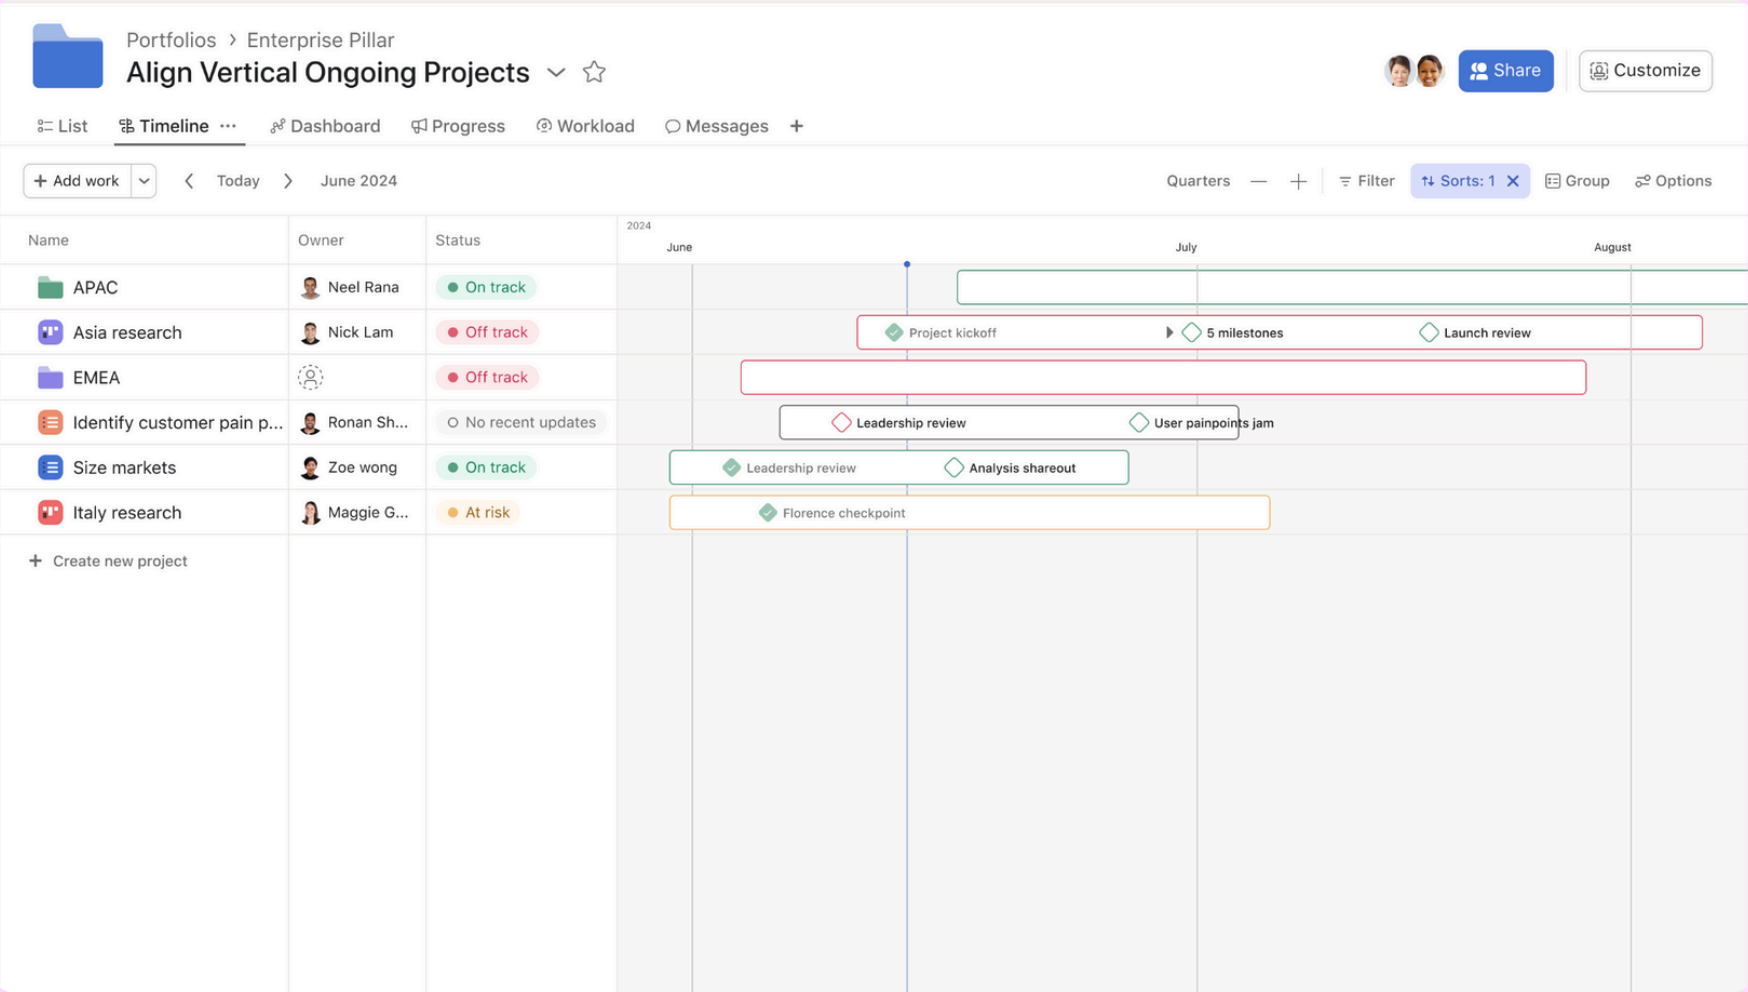 Portfolios > Enterprise Pillar
Align Vertical Ongoing Projects
Share
Customize
List
Timeline ···
Dashboard
Progress
Workload
Messages
+
+ Add work
Today
June 2024
Quarters — +
Filter
Sorts: 1 ×
Group
Options
Name Owner Status
2024
June July August
APAC Neel Rana On track
Asia research Nick Lam Off track Project kickoff 5 milestones Launch review
EMEA Off track
Identify customer pain p... Ronan Sh... No recent updates Leadership review User painpoints jam
Size markets Zoe wong On track Leadership review Analysis shareout
Italy research Maggie G... At risk Florence checkpoint
+ Create new project